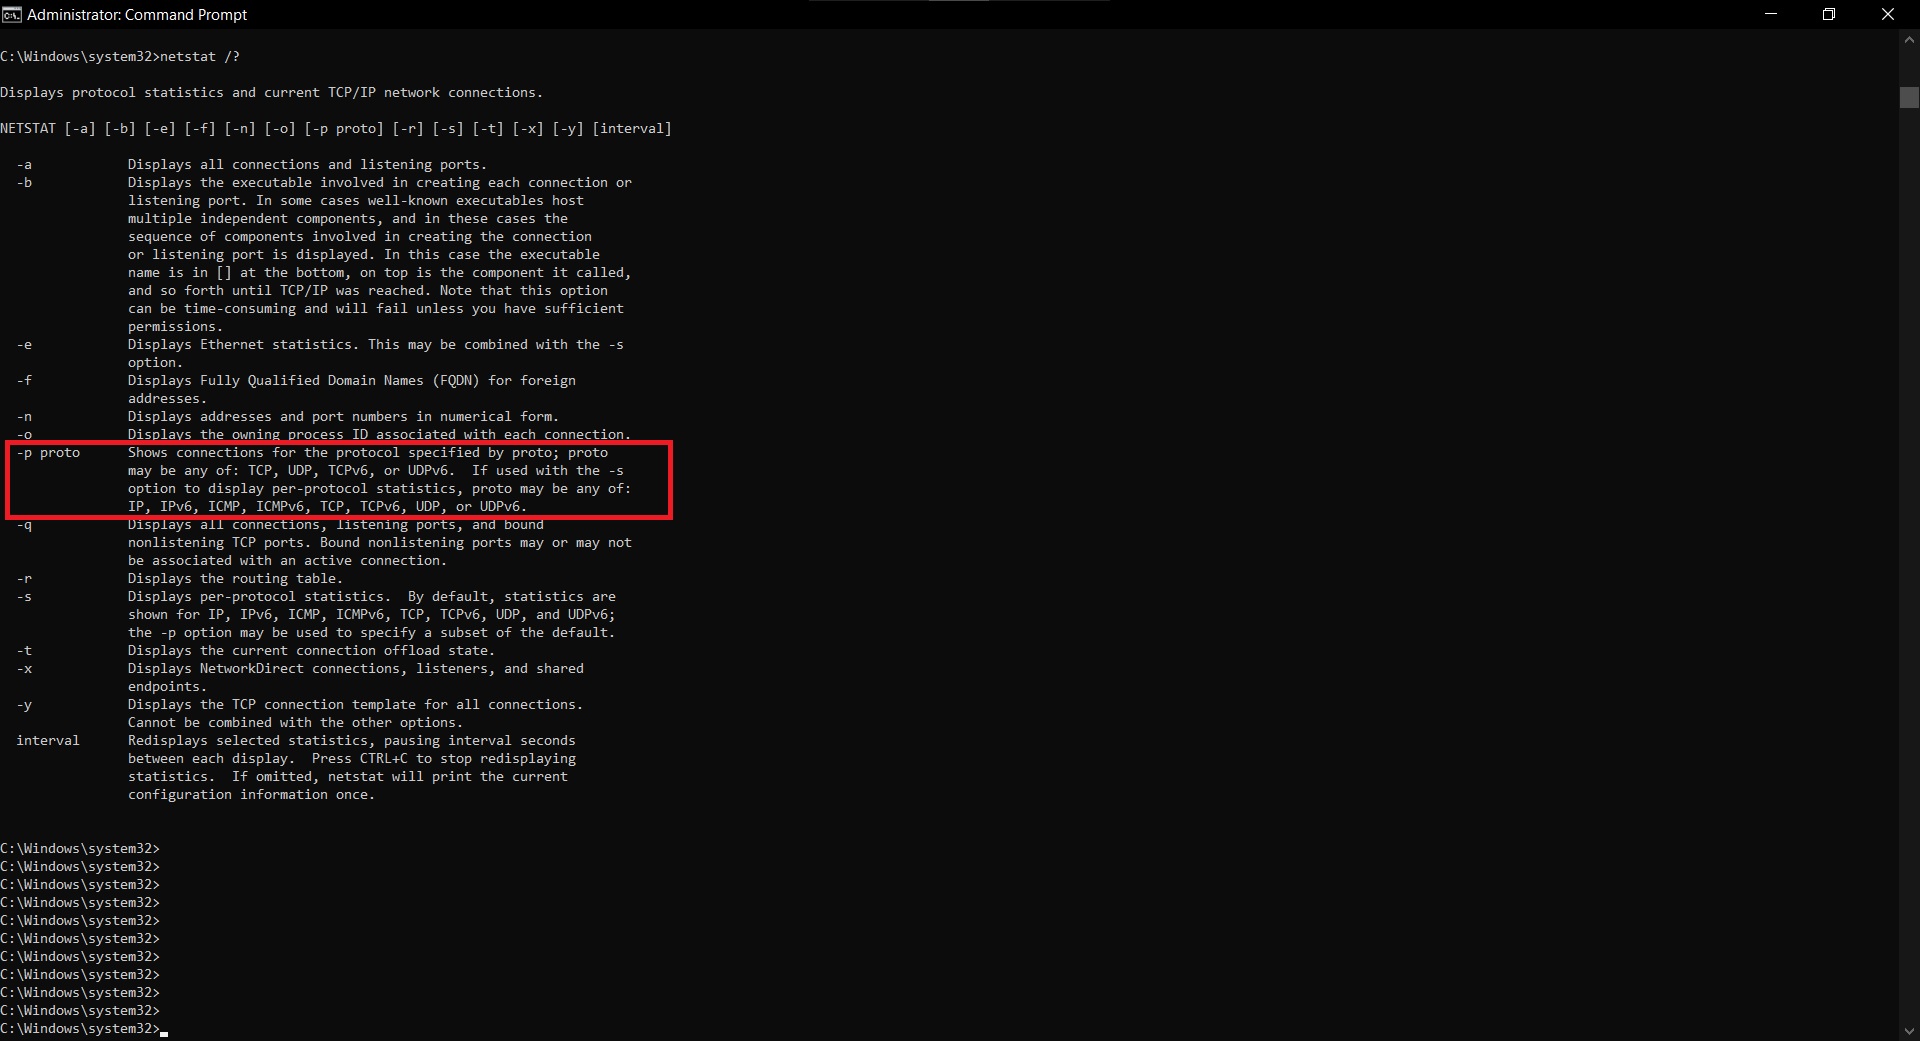 Administrator: Command Prompt
C:\Windows\system32>netstat /?
Displays protocol statistics and current TCP/IP network connections.
NETSTAT [-a] [-b] [-e] [-f] [-n] [-o] [-p proto] [-r] [-s] [-t] [-x] [-y] [interval]
-a Displays all connections and listening ports.
-b Displays the executable involved in creating each connection or
listening port. In some cases well-known executables host
multiple independent components, and in these cases the
sequence of components involved in creating the connection
or listening port is displayed. In this case the executable
name is in [] at the bottom, on top is the component it called,
and so forth until TCP/IP was reached. Note that this option
can be time-consuming and will fail unless you have sufficient
permissions.
-e Displays Ethernet statistics. This may be combined with the -s
option.
-f Displays Fully Qualified Domain Names (FQDN) for foreign
addresses.
-n Displays addresses and port numbers in numerical form.
-o Displays the owning process ID associated with each connection.
-p proto Shows connections for the protocol specified by proto; proto
may be any of: TCP, UDP, TCPv6, or UDPv6.  If used with the -s
option to display per-protocol statistics, proto may be any of:
IP, IPv6, ICMP, ICMPv6, TCP, TCPv6, UDP, or UDPv6.
-q Displays all connections, listening ports, and bound
nonlistening TCP ports. Bound nonlistening ports may or may not
be associated with an active connection.
-r Displays the routing table.
-s Displays per-protocol statistics.  By default, statistics are
shown for IP, IPv6, ICMP, ICMPv6, TCP, TCPv6, UDP, and UDPv6;
the -p option may be used to specify a subset of the default.
-t Displays the current connection offload state.
-x Displays NetworkDirect connections, listeners, and shared
endpoints.
-y Displays the TCP connection template for all connections.
Cannot be combined with the other options.
interval Redisplays selected statistics, pausing interval seconds
between each display.  Press CTRL+C to stop redisplaying
statistics.  If omitted, netstat will print the current
configuration information once.
C:\Windows\system32>
C:\Windows\system32>
C:\Windows\system32>
C:\Windows\system32>
C:\Windows\system32>
C:\Windows\system32>
C:\Windows\system32>
C:\Windows\system32>
C:\Windows\system32>
C:\Windows\system32>
C:\Windows\system32>